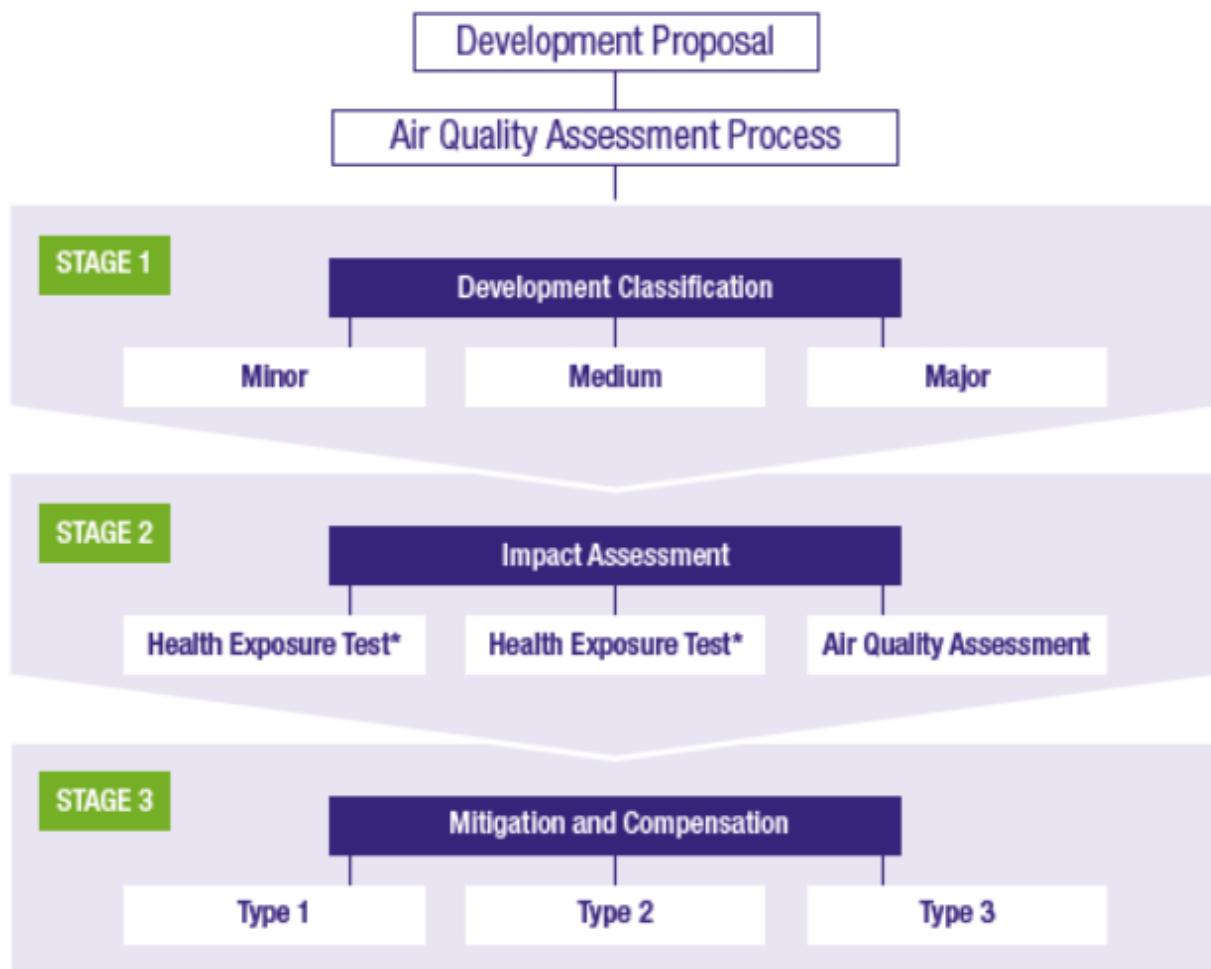 Development Proposal
Air Quality Assessment Process
STAGE 1
Development Classification
Minor
Medium
Major
STAGE 2
Impact Assessment
Health Exposure Test*
Health Exposure Test*
Air Quality Assessment
STAGE 3
Mitigation and Compensation
Type 1
Type 2
Type 3